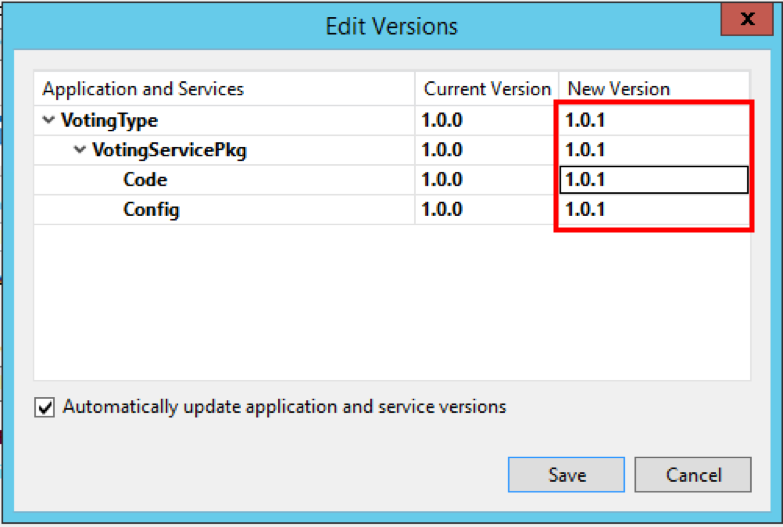 Edit Versions
X
Application and Services Current Version New Version
VotingType 1.0.0 1.0.1
VotingServicePkg 1.0.0 1.0.1
Code 1.0.0 1.0.1
Config 1.0.0 1.0.1
Automatically update application and service versions
Save Cancel